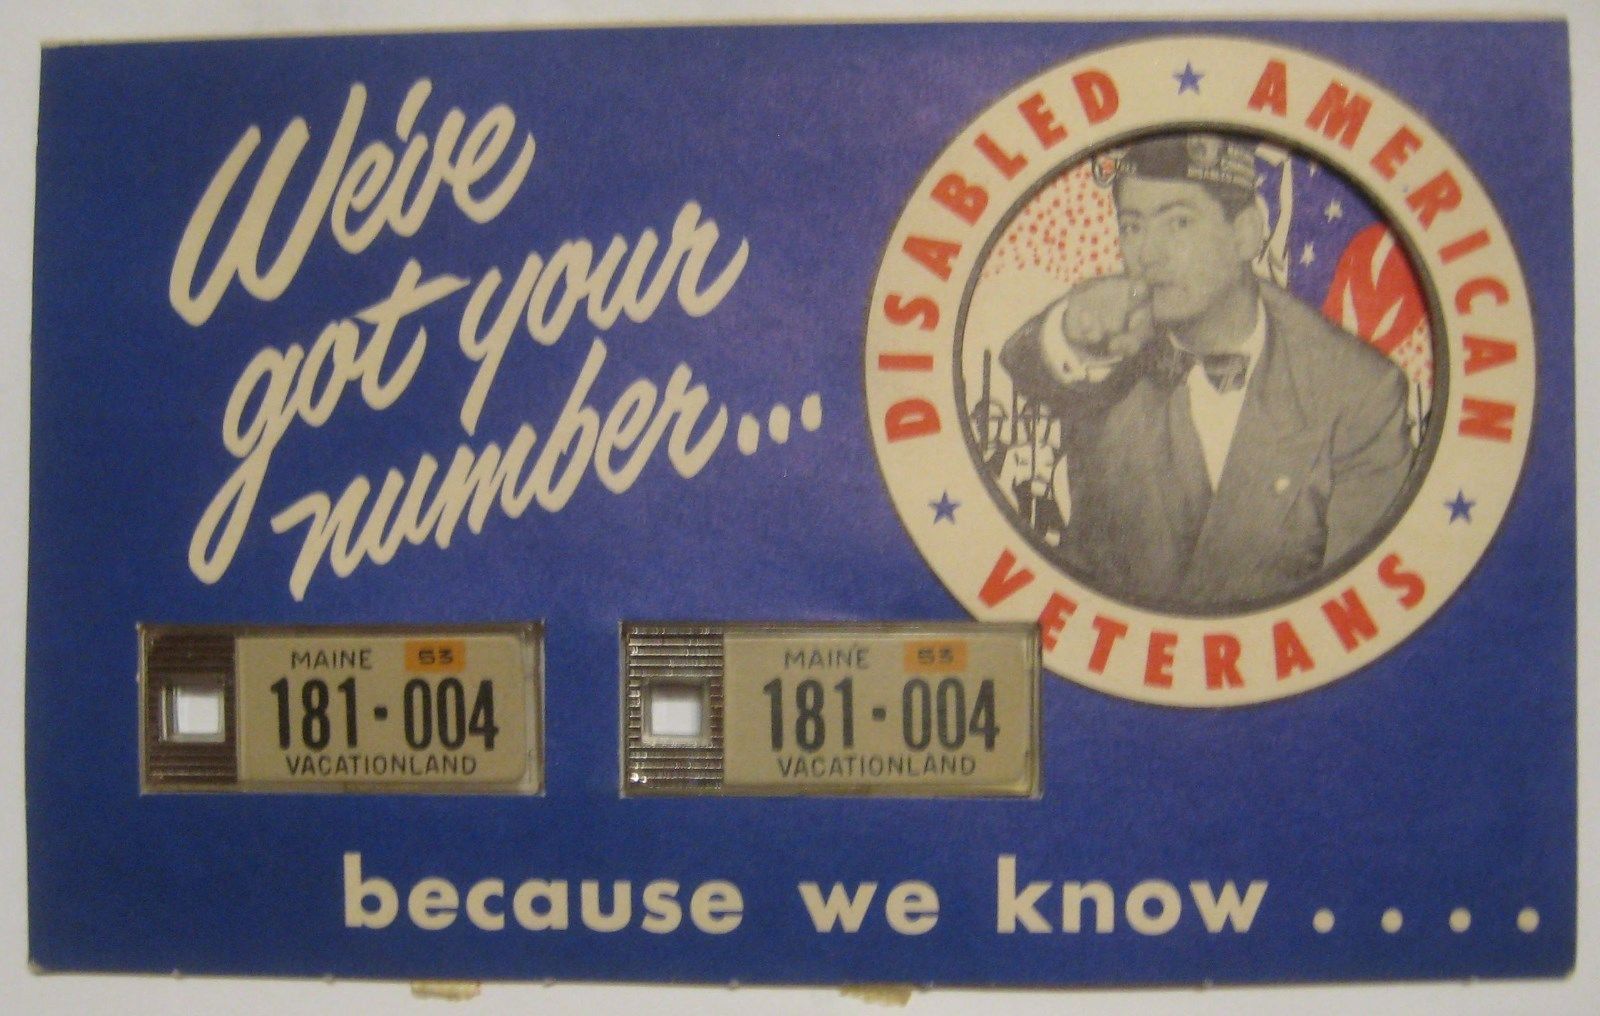 We've
got your
number...
DISABLED AMERICAN
VETERANS
MAINE 53
181-004
VACATIONLAND
MAINE 53
181-004
VACATIONLAND
because we know....